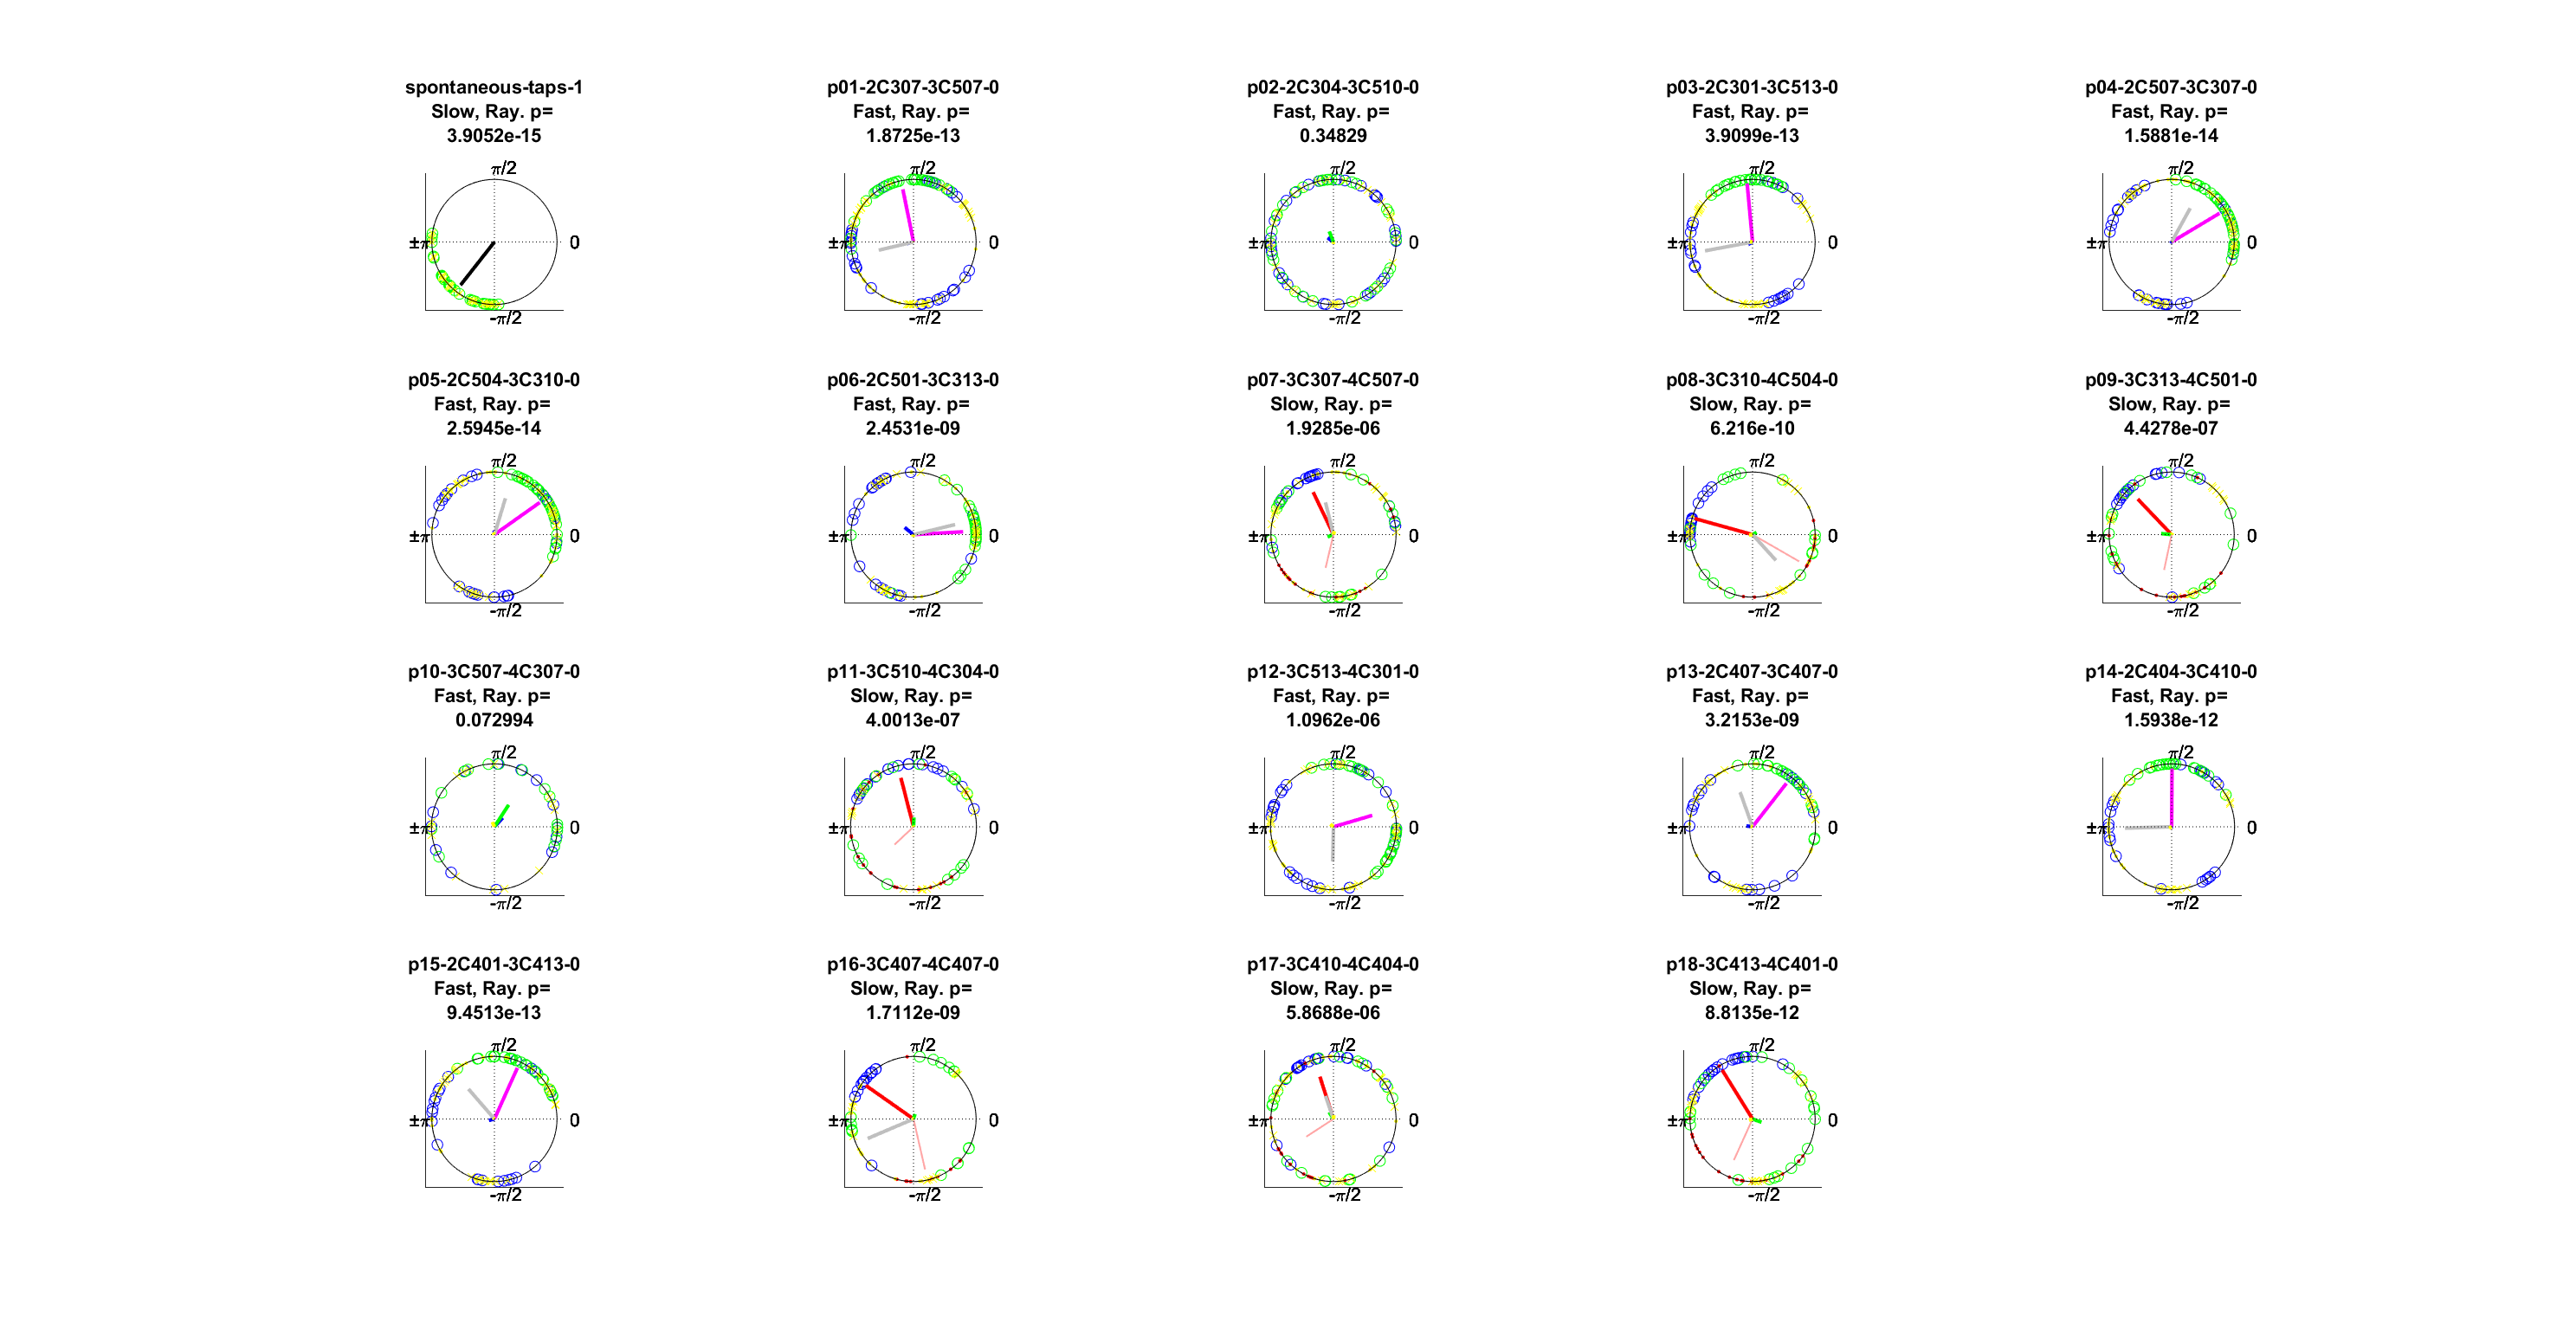 spontaneous-taps-1
Slow, Ray. p=
3.9052e-15
π/2
±π
0
-π/2
p01-2C307-3C507-0
Fast, Ray. p=
1.8725e-13
π/2
±π
0
-π/2
p02-2C304-3C510-0
Fast, Ray. p=
0.34829
π/2
±π
0
-π/2
p03-2C301-3C513-0
Fast, Ray. p=
3.9099e-13
π/2
±π
0
-π/2
p04-2C507-3C307-0
Fast, Ray. p=
1.5881e-14
π/2
±π
0
-π/2
p05-2C504-3C310-0
Fast, Ray. p=
2.5945e-14
π/2
±π
0
-π/2
p06-2C501-3C313-0
Fast, Ray. p=
2.4531e-09
π/2
±π
0
-π/2
p07-3C307-4C507-0
Slow, Ray. p=
1.9285e-06
π/2
±π
0
-π/2
p08-3C310-4C504-0
Slow, Ray. p=
6.216e-10
π/2
±π
0
-π/2
p09-3C313-4C501-0
Slow, Ray. p=
4.4278e-07
π/2
±π
0
-π/2
p10-3C507-4C307-0
Fast, Ray. p=
0.072994
π/2
±π
0
-π/2
p11-3C510-4C304-0
Slow, Ray. p=
4.0013e-07
π/2
±π
0
-π/2
p12-3C513-4C301-0
Fast, Ray. p=
1.0962e-06
π/2
±π
0
-π/2
p13-2C407-3C407-0
Fast, Ray. p=
3.2153e-09
π/2
±π
0
-π/2
p14-2C404-3C410-0
Fast, Ray. p=
1.5938e-12
π/2
±π
0
-π/2
p15-2C401-3C413-0
Fast, Ray. p=
9.4513e-13
π/2
±π
0
-π/2
p16-3C407-4C407-0
Slow, Ray. p=
1.7112e-09
π/2
±π
0
-π/2
p17-3C410-4C404-0
Slow, Ray. p=
5.8688e-06
π/2
±π
0
-π/2
p18-3C413-4C401-0
Slow, Ray. p=
8.8135e-12
π/2
±π
0
-π/2